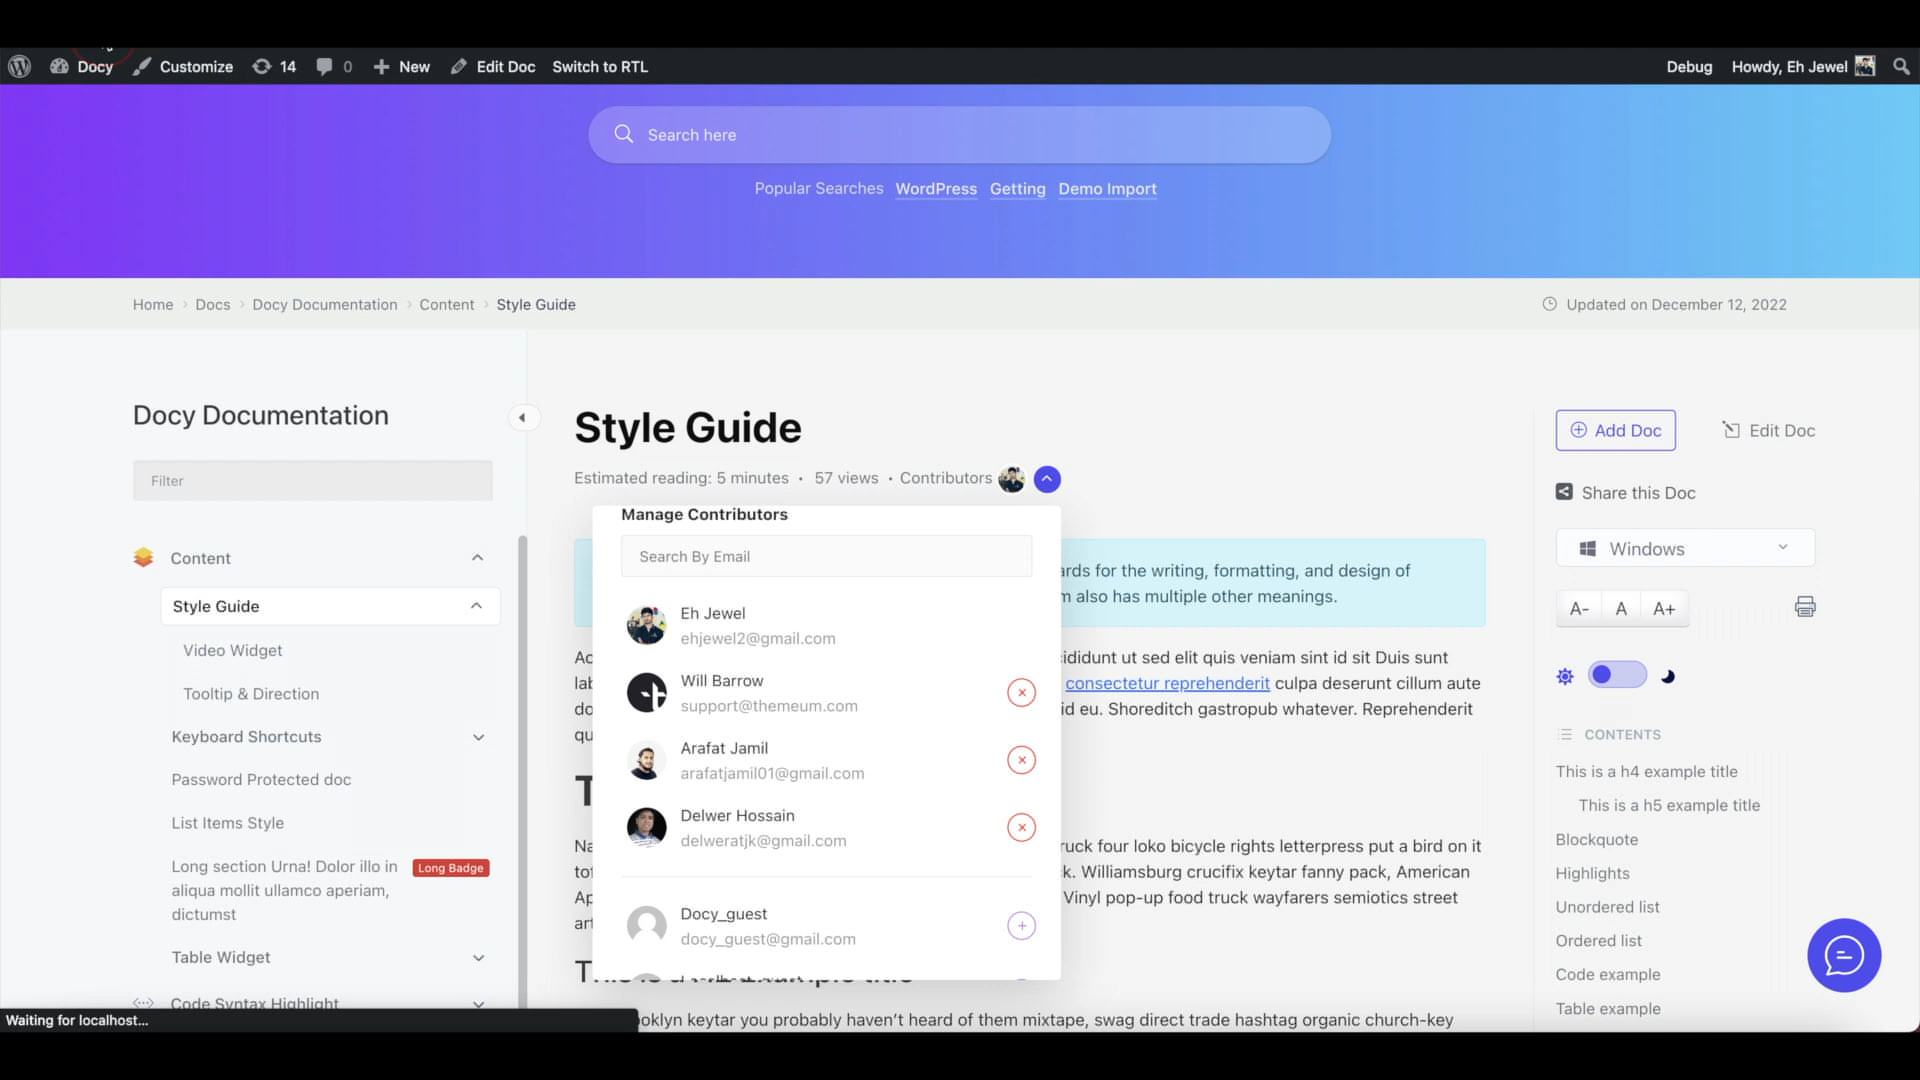 Docy
Customize
14
0
New
Edit Doc
Switch to RTL
Debug
Howdy, Eh Jewel
Search here
Popular Searches WordPress Getting Demo Import
Home › Docs › Docy Documentation › Content › Style Guide
Updated on December 12, 2022
Docy Documentation
Filter
Content
Style Guide
Video Widget
Tooltip & Direction
Keyboard Shortcuts
Password Protected doc
List Items Style
Long section Urna! Dolor illo in
aliqua mollit ullamco aperiam,
dictumst
Long Badge
Table Widget
Code Syntax Highlight
Waiting for localhost...
Style Guide
Estimated reading: 5 minutes • 57 views • Contributors
Manage Contributors
Search By Email
Eh Jewel
ehjewel2@gmail.com
Will Barrow
support@themeum.com
Arafat Jamil
arafatjamil01@gmail.com
Delwer Hossain
delweratjk@gmail.com
Docy_guest
docy_guest@gmail.com
for the writing, formatting, and design of
also has multiple other meanings.
ut sed elit quis veniam sint id sit Duis sunt
consectetur reprehenderit culpa deserunt cillum aute
id eu. Shoreditch gastropub whatever. Reprehenderit
four loko bicycle rights letterpress put a bird on it
Williamsburg crucifix keytar fanny pack, American
Vinyl pop-up food truck wayfarers semiotics street
title
keytar you probably haven't heard of them mixtape, swag direct trade hashtag organic church-key
Add Doc
Edit Doc
Share this Doc
Windows
A- A A+
CONTENTS
This is a h4 example title
This is a h5 example title
Blockquote
Highlights
Unordered list
Ordered list
Code example
Table example